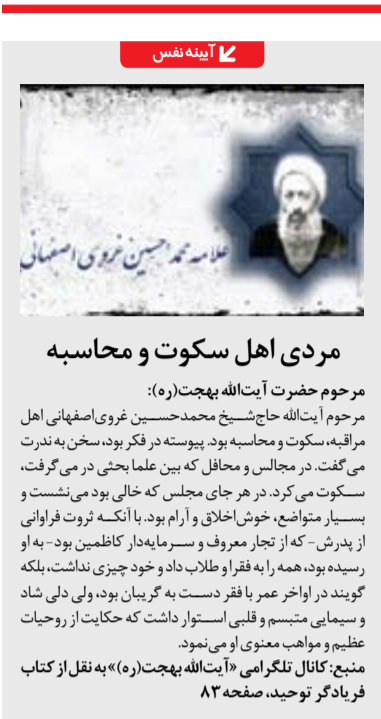 آیینه نفس
علامه محمد حسین غروی اصفهانی
مردی اهل سکوت و محاسبه
مرحوم حضرت آیت‌الله بهجت(ره):
مرحوم آیت‌الله حاج‌شیخ محمدحسین غروی‌اصفهانی اهل
مراقبه، سکوت و محاسبه بود. پیوسته در فکر بود، سخن به ندرت
می‌گفت. در مجالس و محافل که بین علما بحثی در می‌گرفت،
سکوت می‌کرد. در هر جای مجلس که خالی بود می‌نشست و
بسیار متواضع، خوش‌اخلاق و آرام بود. با آنکه ثروت فراوانی
از پدرش- که از تجار معروف و سرمایه‌دار کاظمین بود- به او
رسیده بود، همه را به فقرا و طلاب داد و خود چیزی نداشت، بلکه
گویند در اواخر عمر با فقر دست به گریبان بود، ولی دلی شاد
و سیمایی متبسم و قلبی استوار داشت که حکایت از روحیات
عظیم و مواهب معنوی او می‌نمود.
منبع: کانال تلگرامی «آیت‌الله بهجت(ره)» به نقل از کتاب
فریادگر توحید، صفحه ۸۳